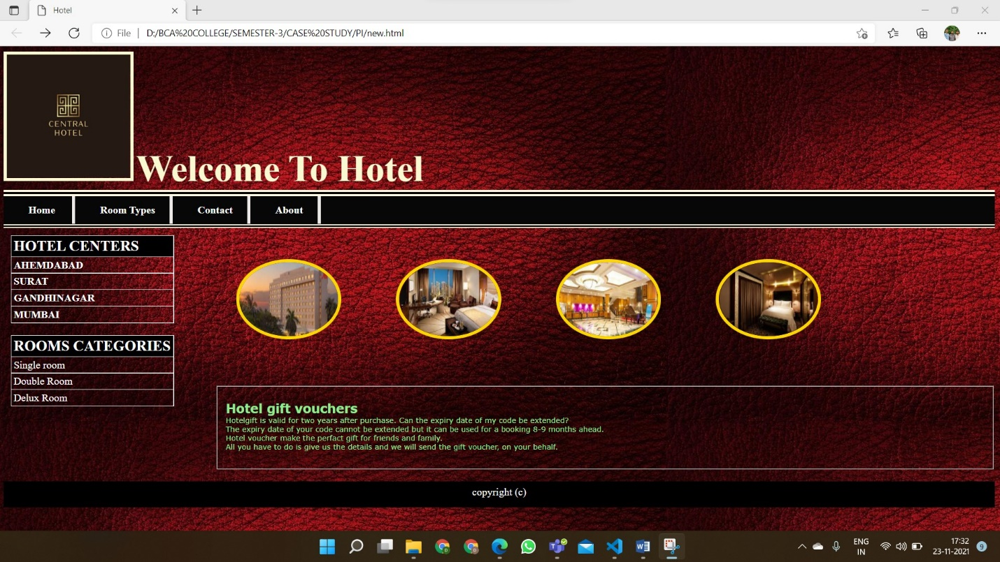 Hotel
File
D:/BCA%20COLLEGE/SEMESTER-3/CASE%20STUDY/PI/new.html
CENTRAL
HOTEL
Welcome To Hotel
Home Room Types Contact About
HOTEL CENTERS
AHEMDABAD
SURAT
GANDHINAGAR
MUMBAI
ROOMS CATEGORIES
Single room
Double Room
Delux Room
Hotel gift vouchers
Hotelgift is valid for two years after purchase. Can the expiry date of my code be extended?
The expiry date of your code cannot be extended but it can be used for a booking 8-9 months ahead.
Hotel voucher make the perfact gift for friends and family.
All you have to do is give us the details and we will send the gift voucher, on your behalf.
copyright (c)
ENG
IN
17:32
23-11-2021
9